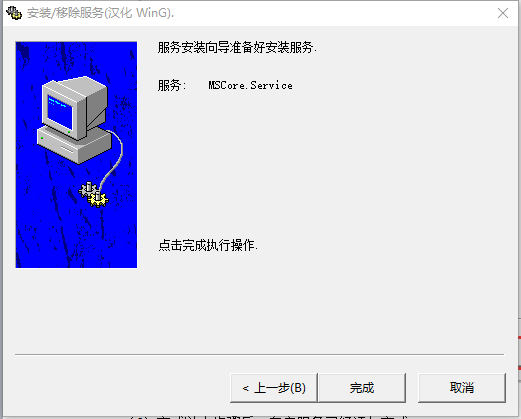 安装/移除服务(汉化 WinG).
服务安装向导准备好安装服务.
服务: MSCore.Service
点击完成执行操作.
< 上一步(B)
完成
取消